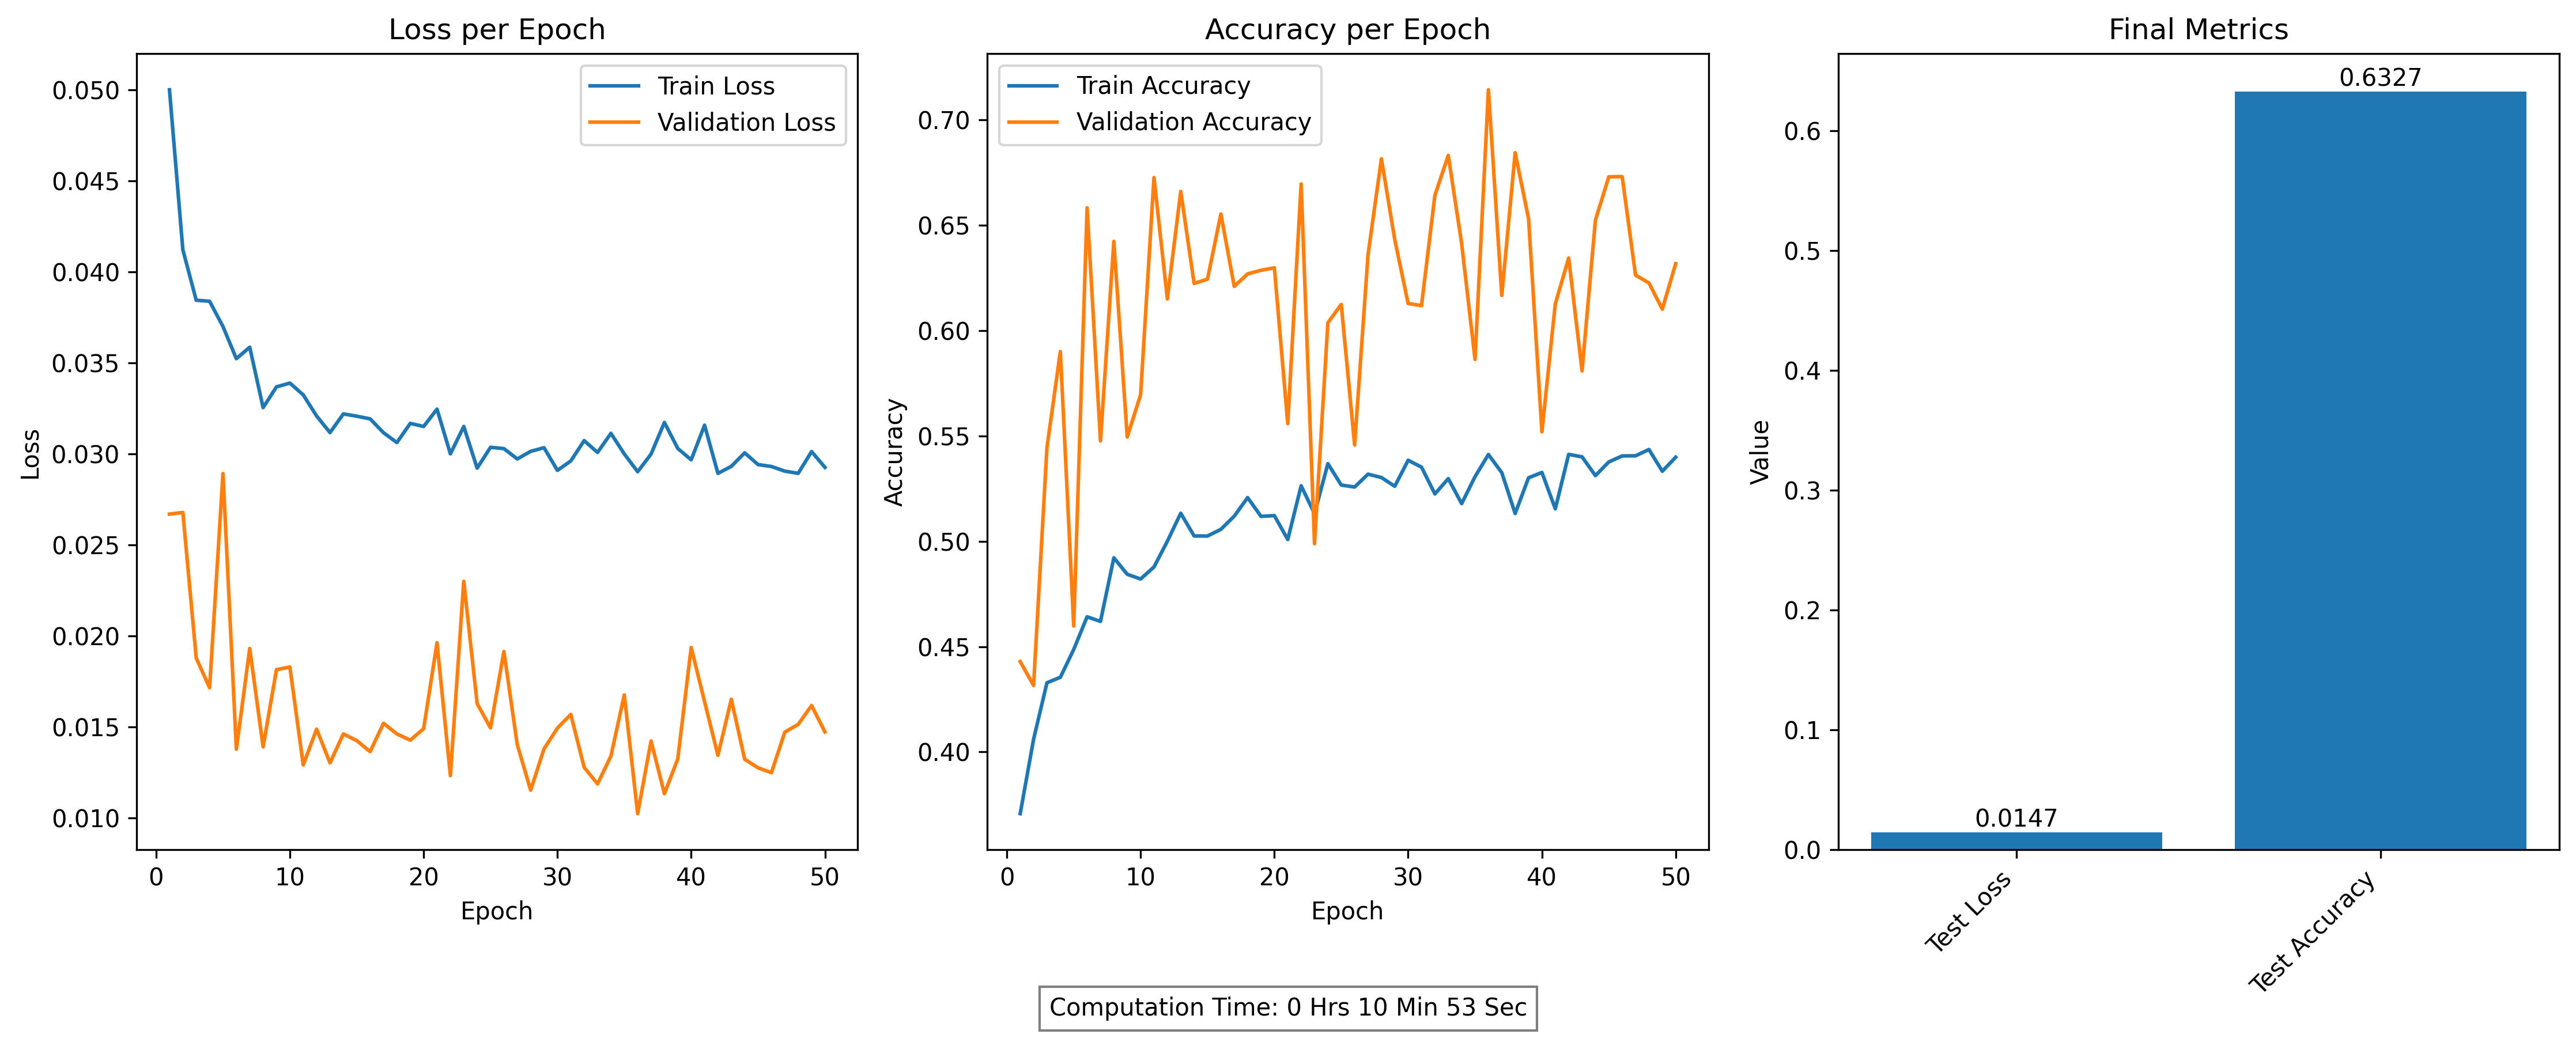 Loss per Epoch
Train Loss
Validation Loss
0.050
0.045
0.040
0.035
0.030
0.025
0.020
0.015
0.010
Loss
0
10
20
30
40
50
Epoch
Accuracy per Epoch
Train Accuracy
Validation Accuracy
0.70
0.65
0.60
0.55
0.50
0.45
0.40
Accuracy
0
10
20
30
40
50
Epoch
Final Metrics
0.6327
0.0147
0.6
0.5
0.4
0.3
0.2
0.1
0.0
Value
Test Loss
Test Accuracy
Computation Time: 0 Hrs 10 Min 53 Sec